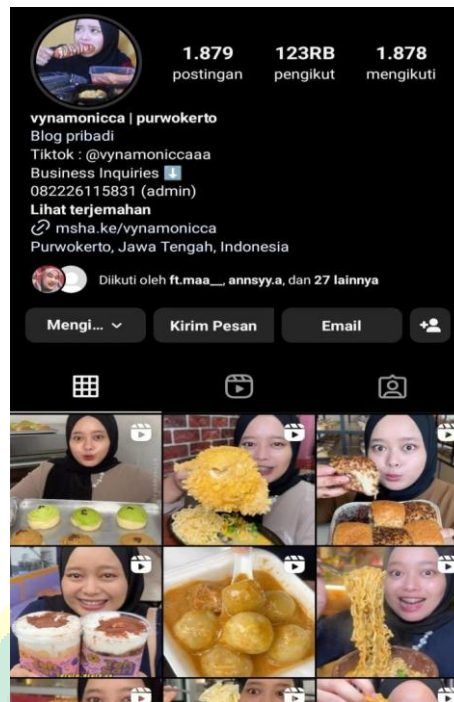 1.879 123RB 1.878
postingan pengikut mengikuti
vynamonicca | purwokerto
Blog pribadi
Tiktok : @vynamoniccaaa
Business Inquiries ⬇️
082226115831 (admin)
Lihat terjemahan
msha.ke/vynamonicca
Purwokerto, Jawa Tengah, Indonesia
Diikuti oleh ft.maa__, annsyy.a, dan 27 lainnya
Mengi... Kirim Pesan Email